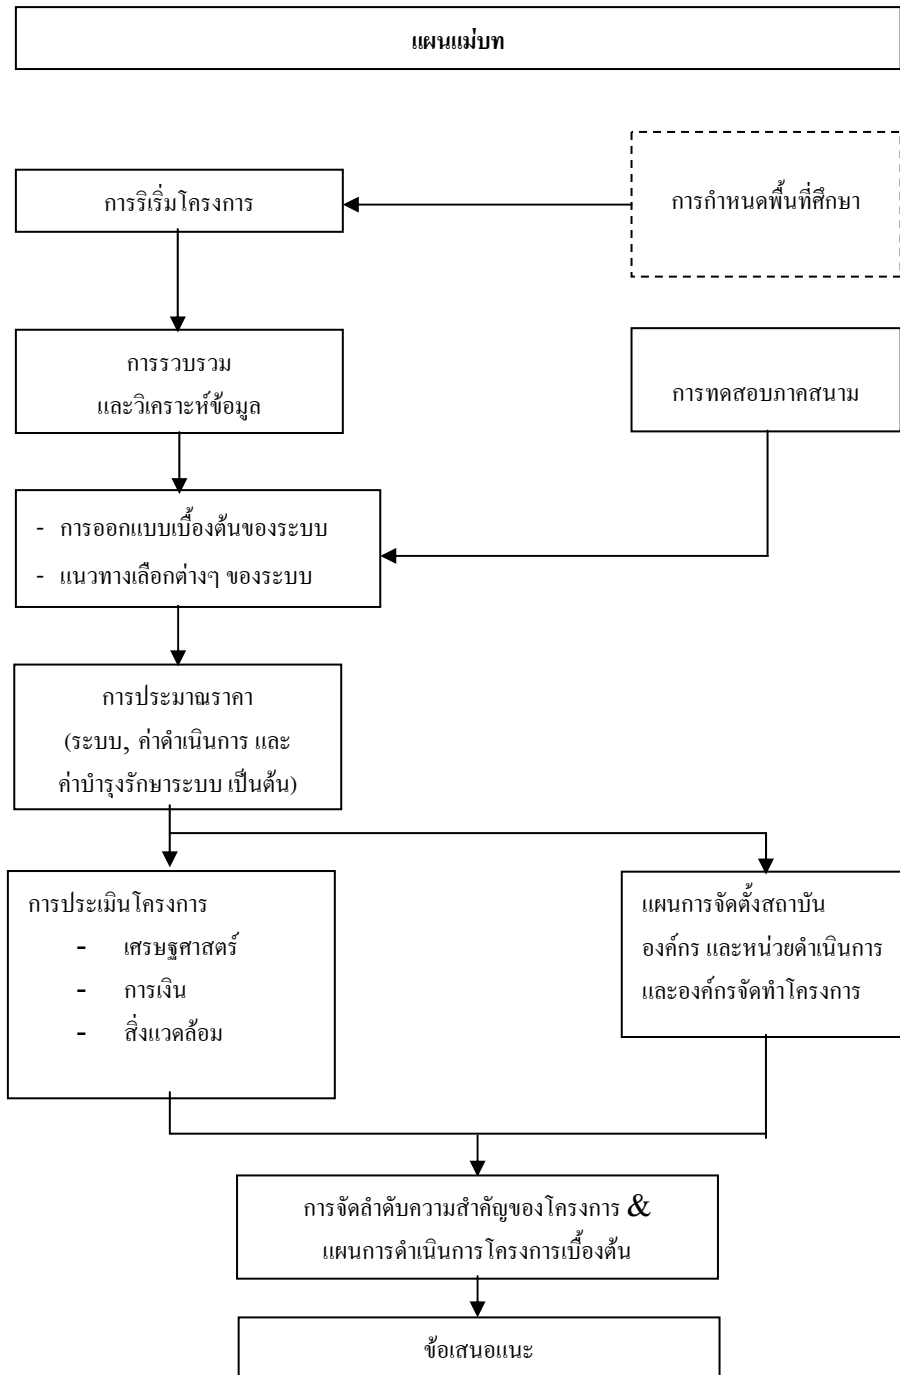 แผนแม่บท
การริเริ่มโครงการ
การกำหนดพื้นที่ศึกษา
การรวบรวม
และวิเคราะห์ข้อมูล
การทดสอบภาคสนาม
- การออกแบบเบื้องต้นของระบบ
- แนวทางเลือกต่างๆ ของระบบ
การประมาณราคา
(ระบบ, ค่าดำเนินการ และ
ค่าบำรุงรักษาระบบ เป็นต้น)
การประเมินโครงการ
- เศรษฐศาสตร์
- การเงิน
- สิ่งแวดล้อม
แผนการจัดตั้งสถาบัน
องค์กร และหน่วยดำเนินการ
และองค์กรจัดทำโครงการ
การจัดลำดับความสำคัญของโครงการ &
แผนการดำเนินการโครงการเบื้องต้น
ข้อเสนอแนะ